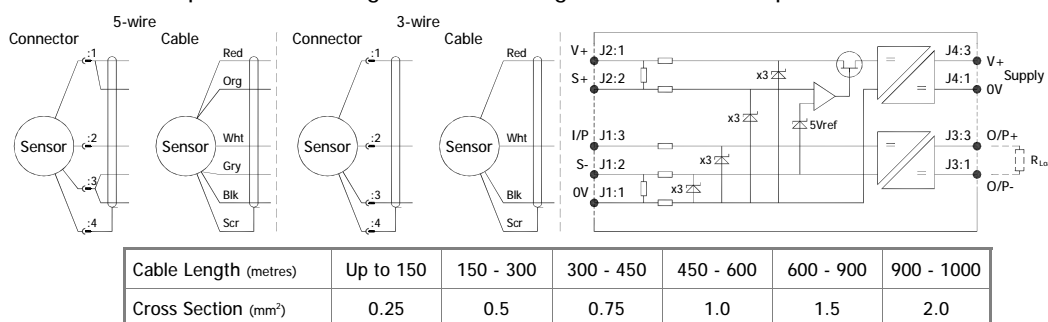 5-wire
3-wire
Connector Cable Connector Cable
:1 Red :1 Red
Org
:2 Wht :2 Wht
Sensor Sensor Sensor Sensor
Gry
:3 Blk :3 Blk
:4 Scr :4 Scr
V+ J2:1 J4:3 V+
x3
Supply
S+ J2:2 J4:1 0V
x3
5Vref
I/P J1:3 J3:3 O/P+
x3
S- J1:2 J3:1 O/P-
x3
0V J1:1
Cable Length (metres) Up to 150 150 - 300 300 - 450 450 - 600 600 - 900 900 - 1000
Cross Section (mm²) 0.25 0.5 0.75 1.0 1.5 2.0